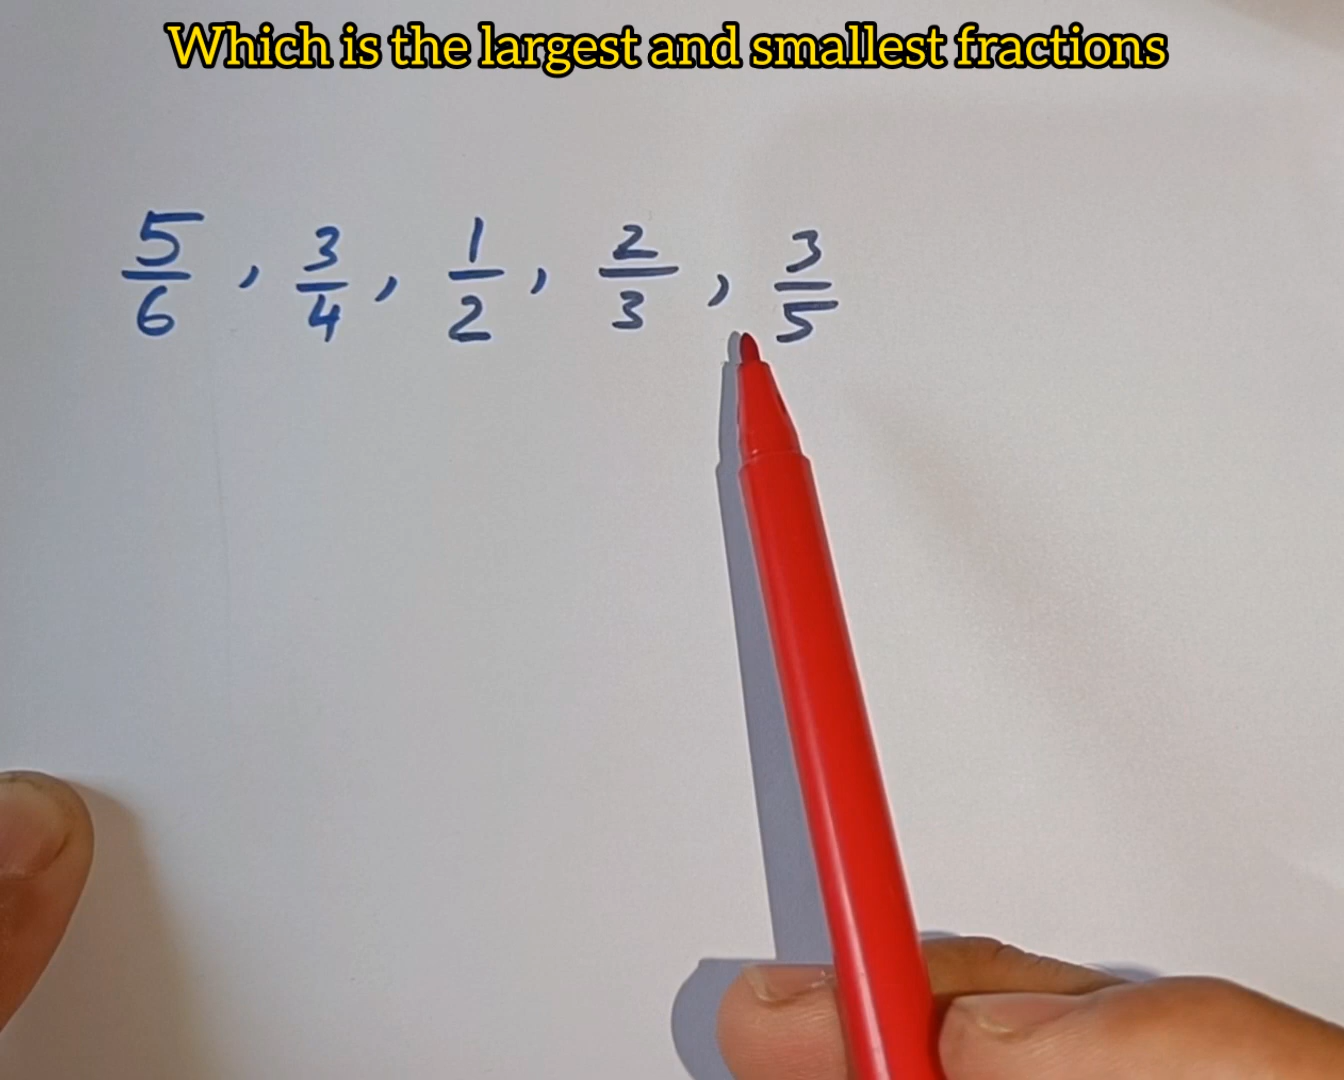 Which is the largest and smallest fractions
5/6 , 3/4 , 1/2 , 2/3 , 3/5